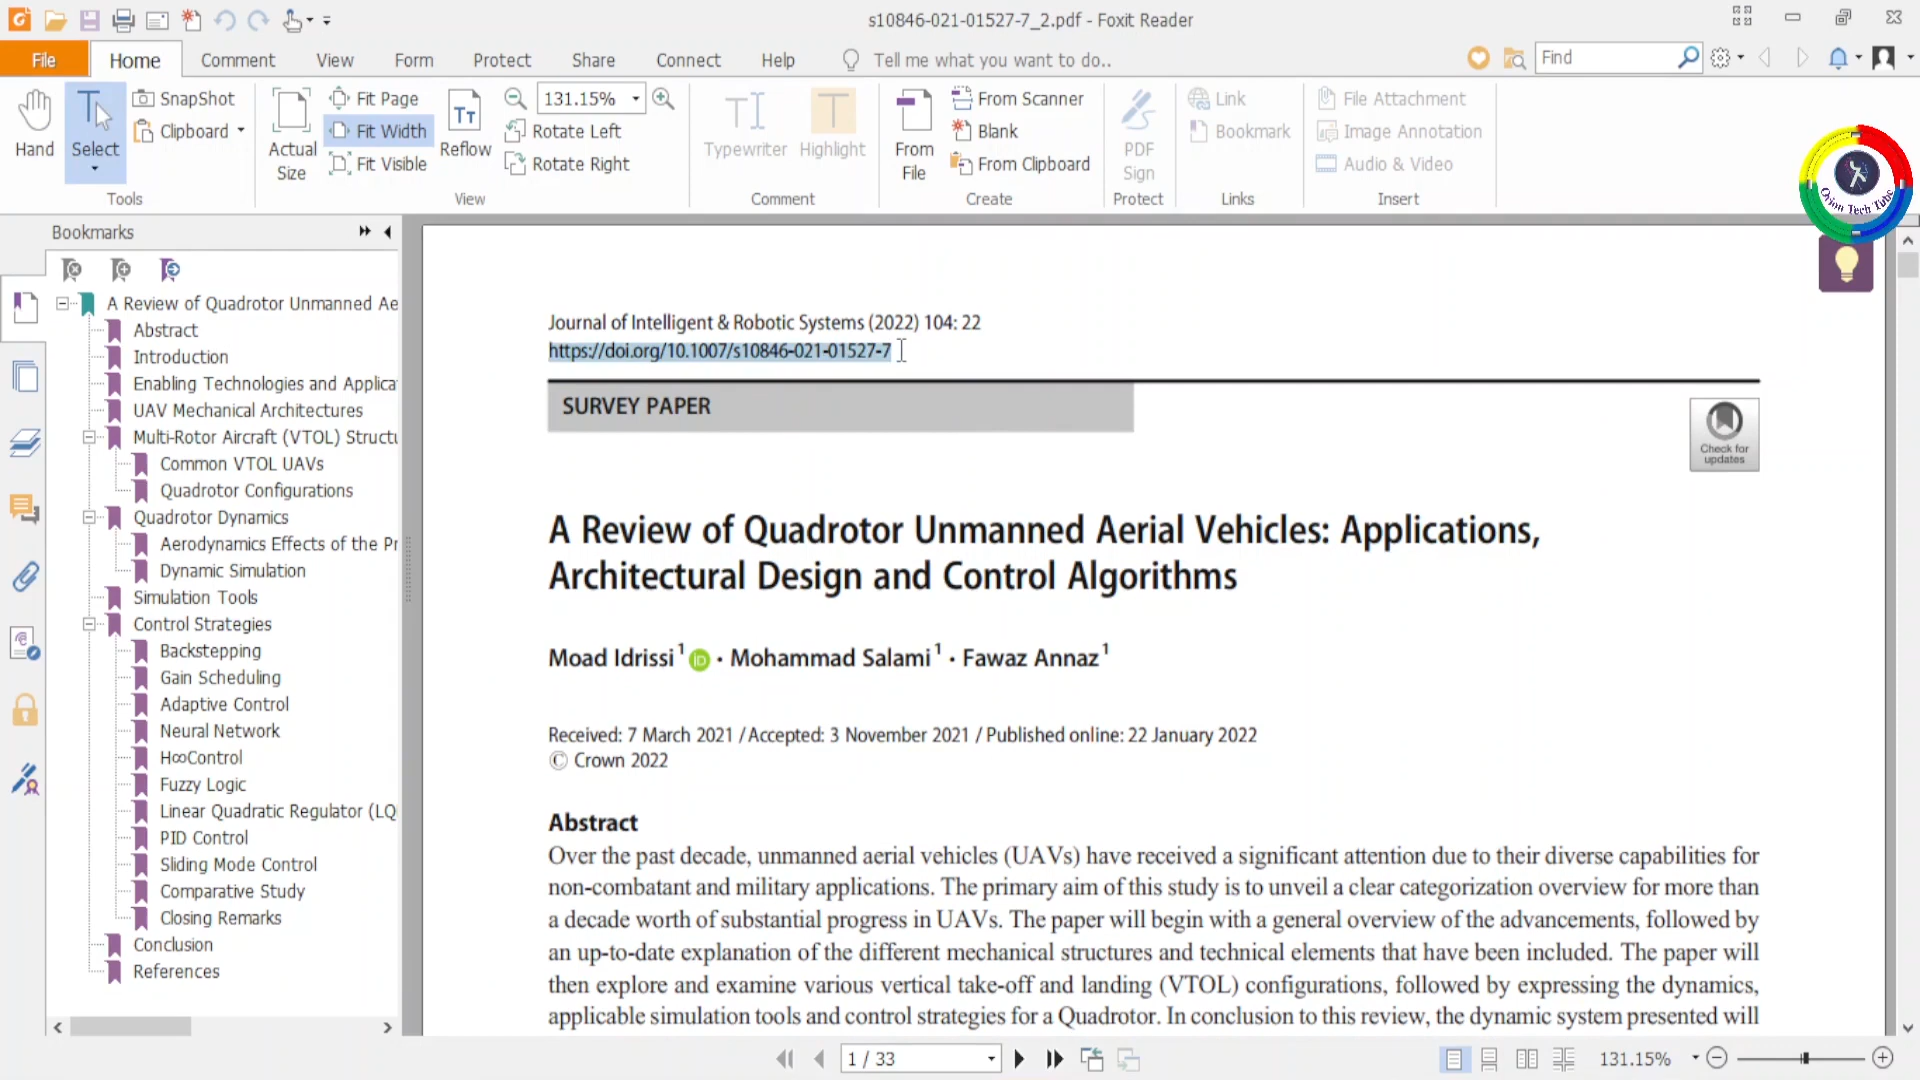 s10846-021-01527-7_2.pdf - Foxit Reader
File Home Comment View Form Protect Share Connect Help Tell me what you want to do.. Find
Hand
Select
SnapShot
Clipboard
Tools
Actual Size
Fit Page
Fit Width
Fit Visible
Reflow
131.15%
Rotate Left
Rotate Right
View
Typewriter
Highlight
Comment
From File
From Scanner
Blank
From Clipboard
Create
PDF Sign
Protect
Link
Bookmark
Links
File Attachment
Image Annotation
Audio & Video
Insert
Orion Tech Tube
Bookmarks
A Review of Quadrotor Unmanned Ae
Abstract
Introduction
Enabling Technologies and Applica
UAV Mechanical Architectures
Multi-Rotor Aircraft (VTOL) Structu
Common VTOL UAVs
Quadrotor Configurations
Quadrotor Dynamics
Aerodynamics Effects of the Pr
Dynamic Simulation
Simulation Tools
Control Strategies
Backstepping
Gain Scheduling
Adaptive Control
Neural Network
H∞Control
Fuzzy Logic
Linear Quadratic Regulator (LQ
PID Control
Sliding Mode Control
Comparative Study
Closing Remarks
Conclusion
References
Journal of Intelligent & Robotic Systems (2022) 104: 22
https://doi.org/10.1007/s10846-021-01527-7
SURVEY PAPER
Check for
updates
A Review of Quadrotor Unmanned Aerial Vehicles: Applications,
Architectural Design and Control Algorithms
Moad Idrissi¹ · Mohammad Salami¹ · Fawaz Annaz¹
Received: 7 March 2021 / Accepted: 3 November 2021 / Published online: 22 January 2022
© Crown 2022
Abstract
Over the past decade, unmanned aerial vehicles (UAVs) have received a significant attention due to their diverse capabilities for
non-combatant and military applications. The primary aim of this study is to unveil a clear categorization overview for more than
a decade worth of substantial progress in UAVs. The paper will begin with a general overview of the advancements, followed by
an up-to-date explanation of the different mechanical structures and technical elements that have been included. The paper will
then explore and examine various vertical take-off and landing (VTOL) configurations, followed by expressing the dynamics,
applicable simulation tools and control strategies for a Quadrotor. In conclusion to this review, the dynamic system presented will
1 / 33
131.15%